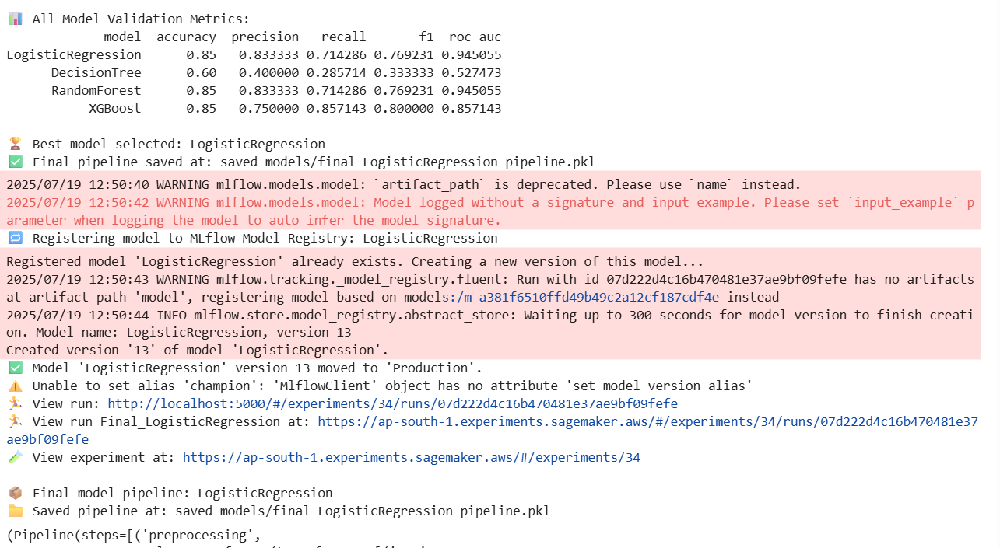 📊 All Model Validation Metrics:
model accuracy precision recall f1 roc_auc
LogisticRegression 0.85 0.833333 0.714286 0.769231 0.945055
DecisionTree 0.60 0.400000 0.285714 0.333333 0.527473
RandomForest 0.85 0.833333 0.714286 0.769231 0.945055
XGBoost 0.85 0.750000 0.857143 0.800000 0.857143
🏆 Best model selected: LogisticRegression
✅ Final pipeline saved at: saved_models/final_LogisticRegression_pipeline.pkl
2025/07/19 12:50:40 WARNING mlflow.models.model: `artifact_path` is deprecated. Please use `name` instead.
2025/07/19 12:50:42 WARNING mlflow.models.model: Model logged without a signature and input example. Please set `input_example` p
arameter when logging the model to auto infer the model signature.
🔁 Registering model to MLflow Model Registry: LogisticRegression
Registered model 'LogisticRegression' already exists. Creating a new version of this model...
2025/07/19 12:50:43 WARNING mlflow.tracking._model_registry.fluent: Run with id 07d222d4c16b470481e37ae9bf09fefe has no artifacts
at artifact path 'model', registering model based on models:/m-a381f6510ffd49b49c2a12cf187cdf4e instead
2025/07/19 12:50:44 INFO mlflow.store.model_registry.abstract_store: Waiting up to 300 seconds for model version to finish creati
on. Model name: LogisticRegression, version 13
Created version '13' of model 'LogisticRegression'.
✅ Model 'LogisticRegression' version 13 moved to 'Production'.
⚠️ Unable to set alias 'champion': 'MlflowClient' object has no attribute 'set_model_version_alias'
🏃 View run: http://localhost:5000/#/experiments/34/runs/07d222d4c16b470481e37ae9bf09fefe
🏃 View run Final_LogisticRegression at: https://ap-south-1.experiments.sagemaker.aws/#/experiments/34/runs/07d222d4c16b470481e37
ae9bf09fefe
🧪 View experiment at: https://ap-south-1.experiments.sagemaker.aws/#/experiments/34
📦 Final model pipeline: LogisticRegression
📁 Saved pipeline at: saved_models/final_LogisticRegression_pipeline.pkl
(Pipeline(steps=[('preprocessing',